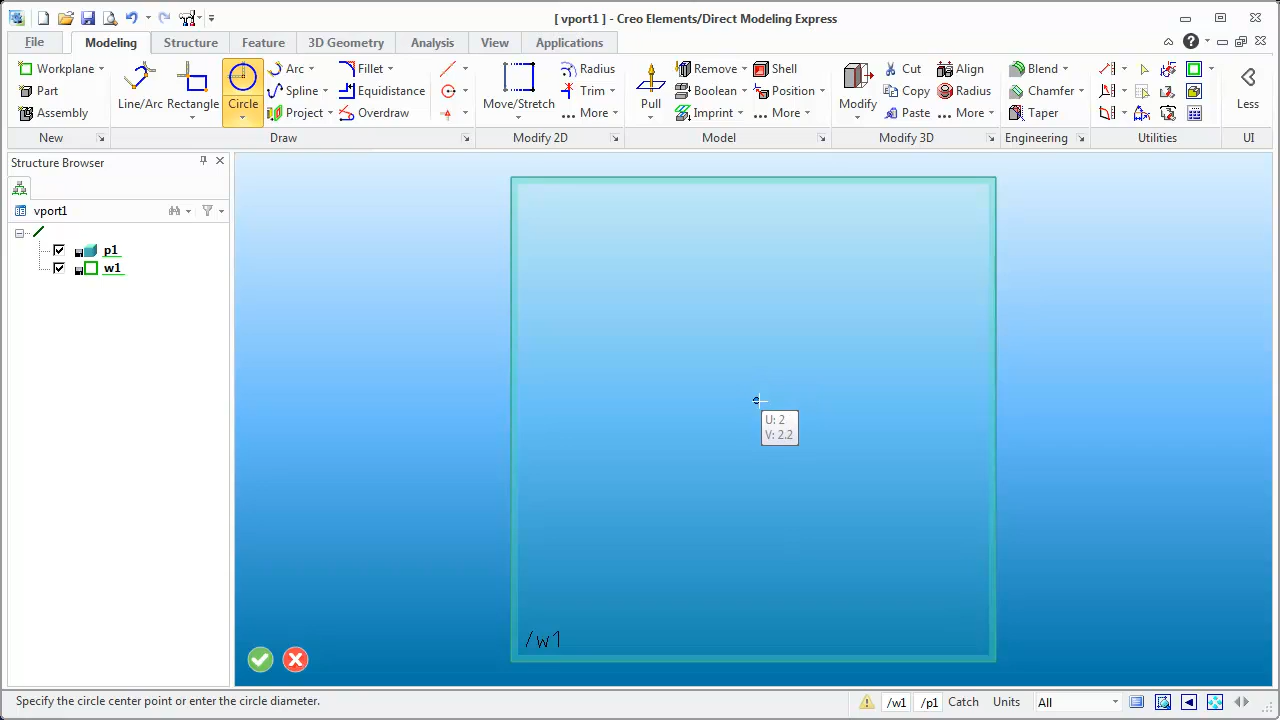 [ vport1 ] - Creo Elements/Direct Modeling Express
File Modeling Structure Feature 3D Geometry Analysis View Applications
Workplane Part Assembly
New
Line/Arc Rectangle Circle Arc Spline Project Fillet Equidistance Overdraw
Draw
Move/Stretch Radius Trim ... More
Modify 2D
Pull Remove Boolean Imprint Shell Position ... More
Model
Modify Cut Copy Paste Align Radius ... More
Modify 3D
Blend Chamfer Taper
Engineering
Utilities
Less
UI
Structure Browser
vport1
p1
w1
U: 2
V: 2.2
/w1
Specify the circle center point or enter the circle diameter.
/w1 /p1 Catch Units All